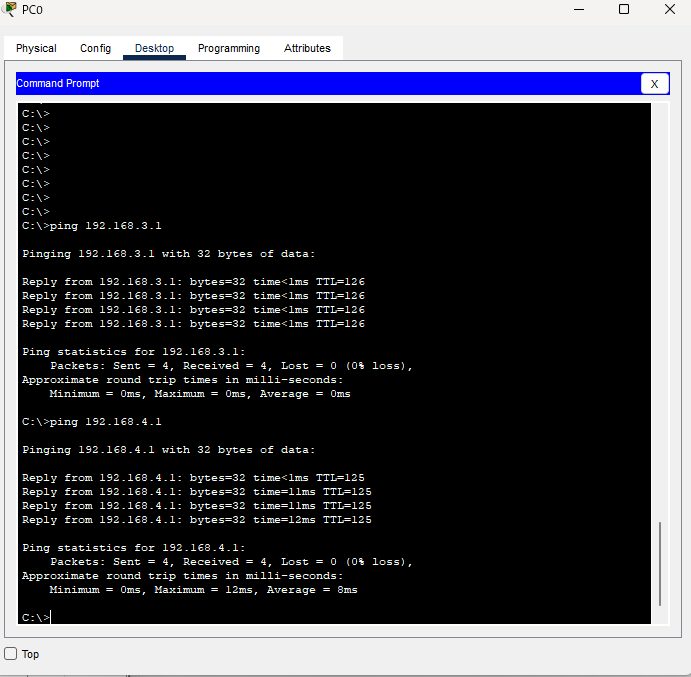 PC0
Physical Config Desktop Programming Attributes
Command Prompt X
C:\>
C:\>
C:\>
C:\>
C:\>
C:\>
C:\>
C:\>
C:\>ping 192.168.3.1
Pinging 192.168.3.1 with 32 bytes of data:
Reply from 192.168.3.1: bytes=32 time<1ms TTL=126
Reply from 192.168.3.1: bytes=32 time<1ms TTL=126
Reply from 192.168.3.1: bytes=32 time<1ms TTL=126
Reply from 192.168.3.1: bytes=32 time<1ms TTL=126
Ping statistics for 192.168.3.1:
Packets: Sent = 4, Received = 4, Lost = 0 (0% loss),
Approximate round trip times in milli-seconds:
Minimum = 0ms, Maximum = 0ms, Average = 0ms
C:\>ping 192.168.4.1
Pinging 192.168.4.1 with 32 bytes of data:
Reply from 192.168.4.1: bytes=32 time<1ms TTL=125
Reply from 192.168.4.1: bytes=32 time=11ms TTL=125
Reply from 192.168.4.1: bytes=32 time=11ms TTL=125
Reply from 192.168.4.1: bytes=32 time=12ms TTL=125
Ping statistics for 192.168.4.1:
Packets: Sent = 4, Received = 4, Lost = 0 (0% loss),
Approximate round trip times in milli-seconds:
Minimum = 0ms, Maximum = 12ms, Average = 8ms
C:\>
Top